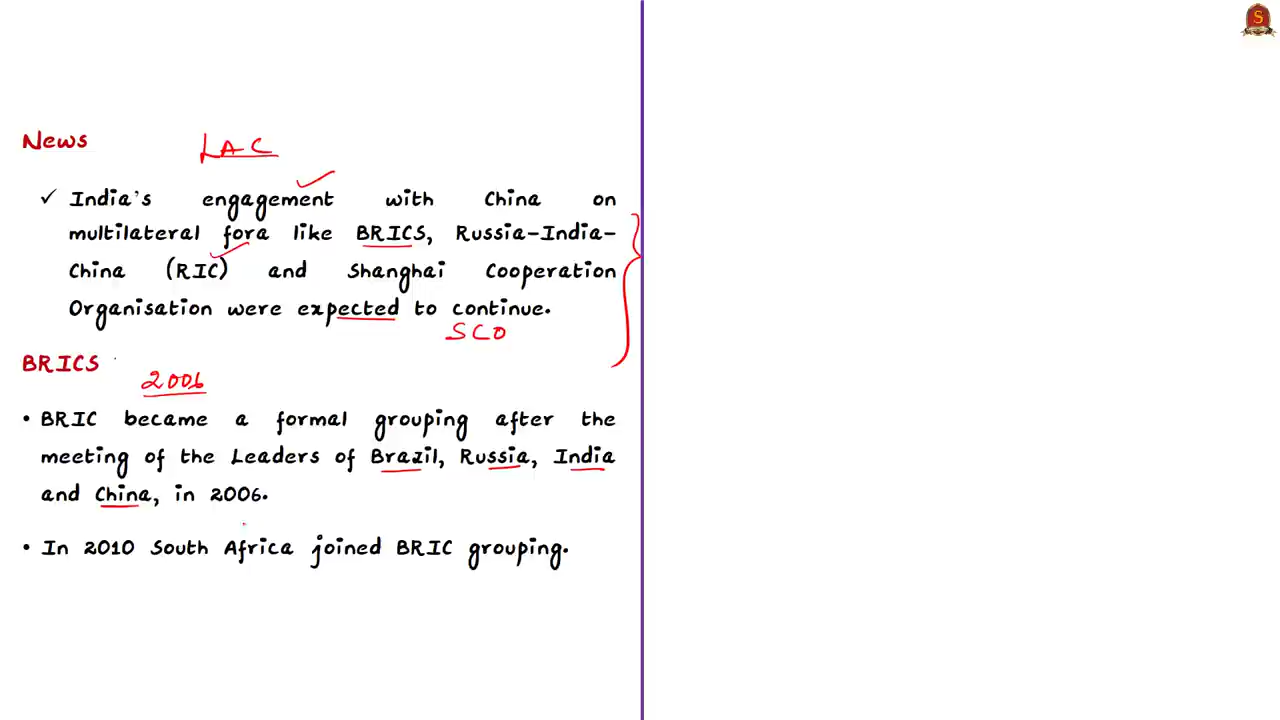 News
LAC
✓ India's engagement with China on
multilateral fora like BRICS, Russia-India-
China (RIC) and Shanghai Cooperation
Organisation were expected to continue.
SCO
BRICS
2006
• BRIC became a formal grouping after the
meeting of the Leaders of Brazil, Russia, India
and China, in 2006.
• In 2010 South Africa joined BRIC grouping.
S